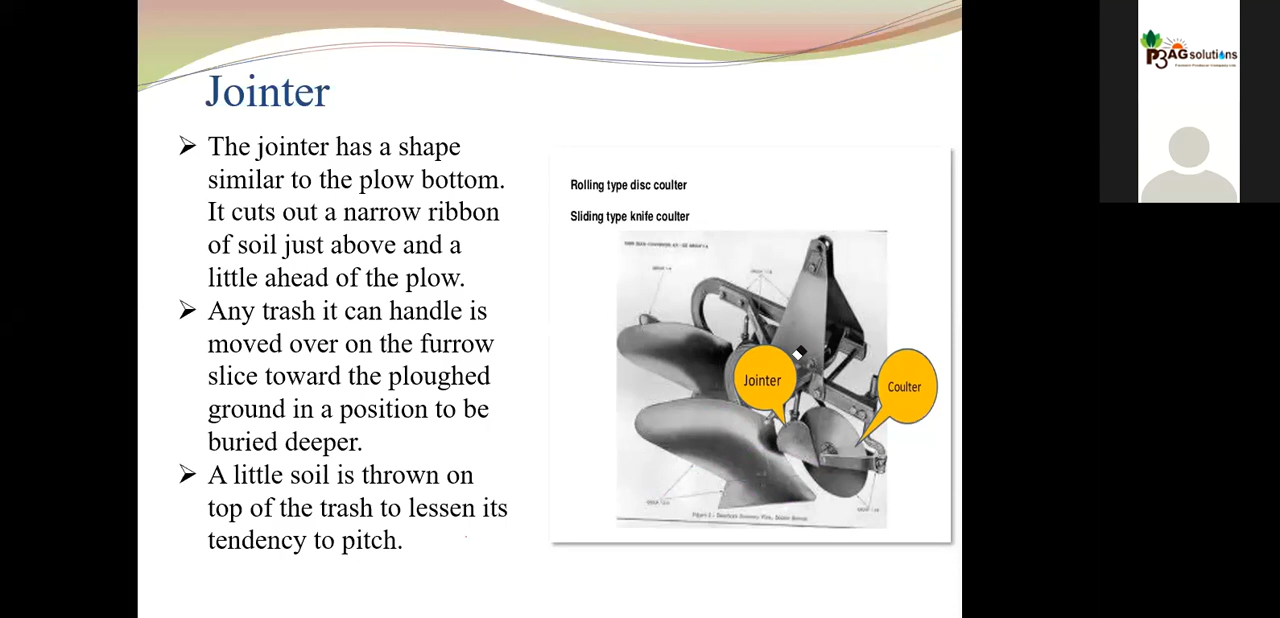 Jointer
➢ The jointer has a shape
similar to the plow bottom.
It cuts out a narrow ribbon
of soil just above and a
little ahead of the plow.
➢ Any trash it can handle is
moved over on the furrow
slice toward the ploughed
ground in a position to be
buried deeper.
➢ A little soil is thrown on
top of the trash to lessen its
tendency to pitch.
Rolling type disc coulter
Sliding type knife coulter
Jointer
Coulter
P3AGsolutions